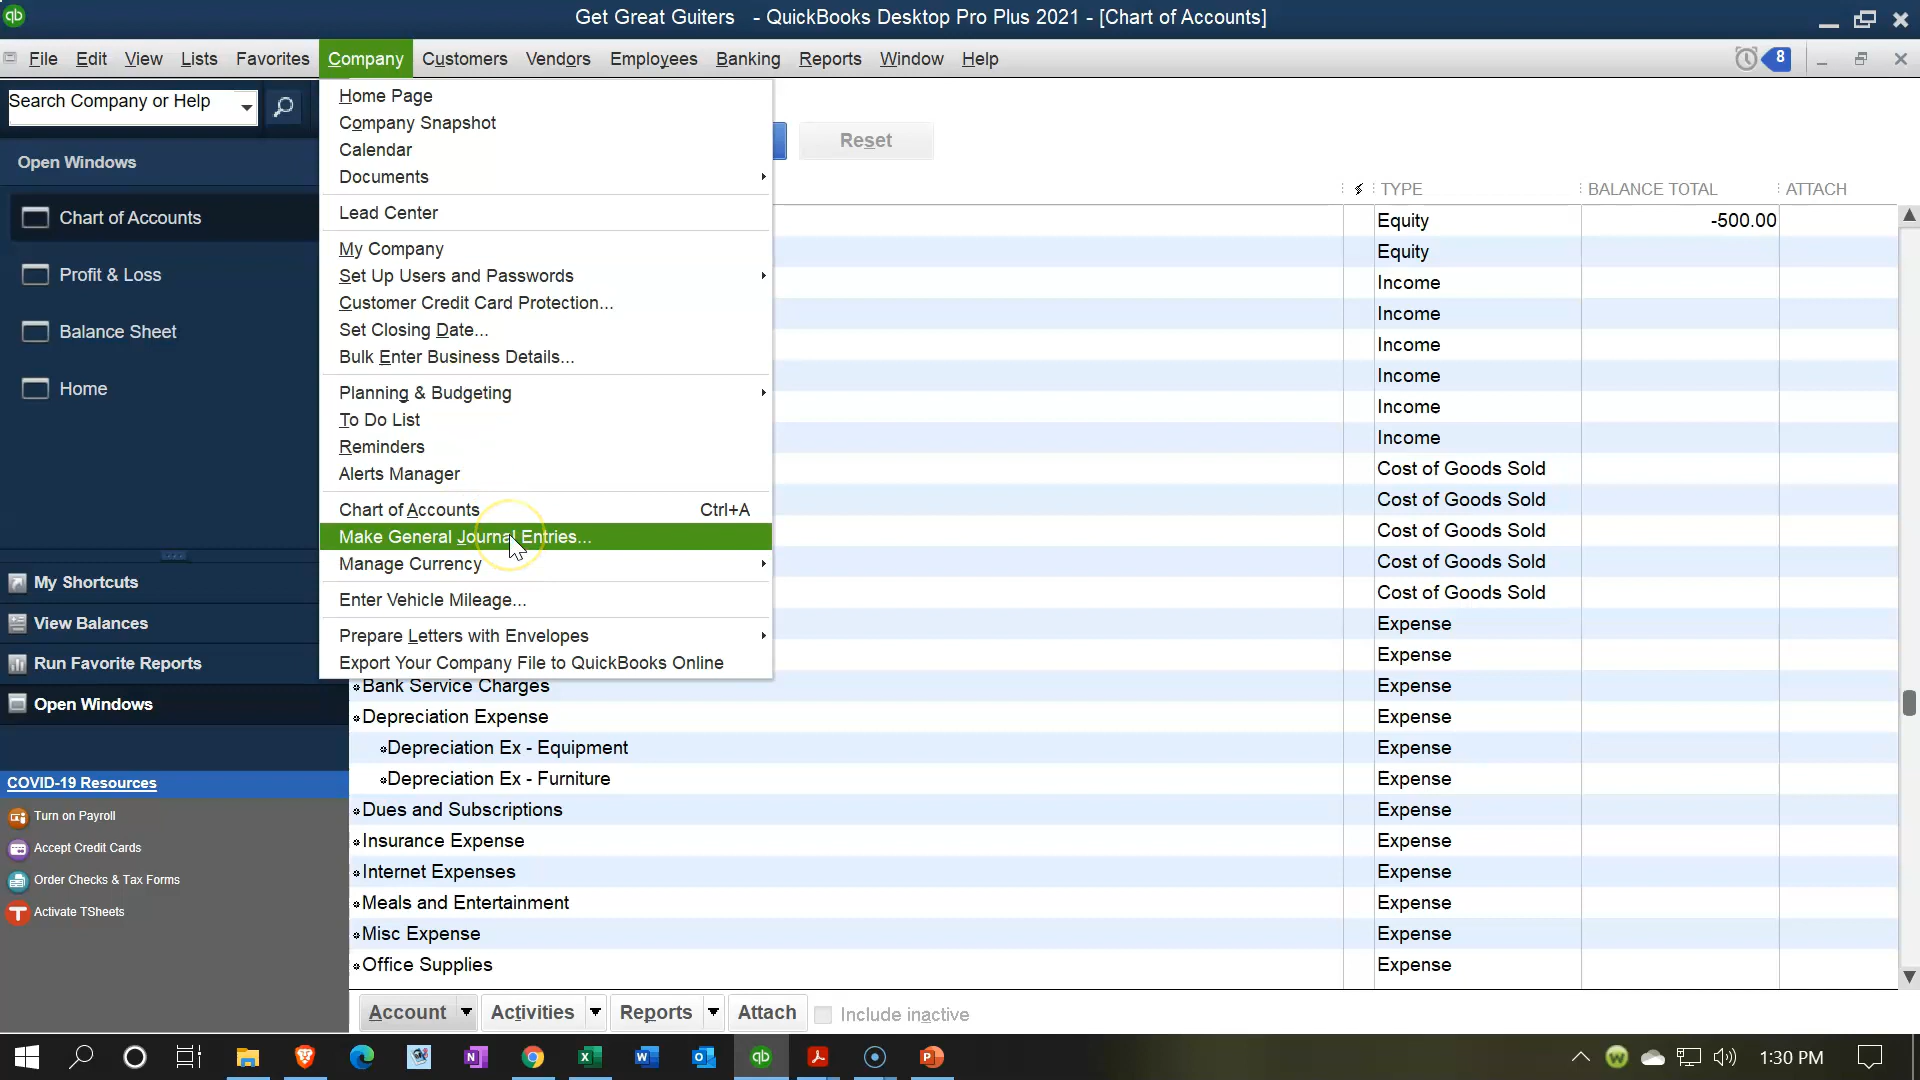 Get Great Guiters - QuickBooks Desktop Pro Plus 2021 - [Chart of Accounts]
File Edit View Lists Favorites Company Customers Vendors Employees Banking Reports Window Help
8
Search Company or Help
Open Windows
Chart of Accounts
Profit & Loss
Balance Sheet
Home
My Shortcuts
View Balances
Run Favorite Reports
Open Windows
COVID-19 Resources
Turn on Payroll
Accept Credit Cards
Order Checks & Tax Forms
Activate TSheets
Home Page
Company Snapshot
Calendar
Documents
Lead Center
My Company
Set Up Users and Passwords
Customer Credit Card Protection...
Set Closing Date...
Bulk Enter Business Details...
Planning & Budgeting
To Do List
Reminders
Alerts Manager
Chart of Accounts Ctrl+A
Make General Journal Entries...
Manage Currency
Enter Vehicle Mileage...
Prepare Letters with Envelopes
Export Your Company File to QuickBooks Online
Reset
TYPE BALANCE TOTAL ATTACH
Equity -500.00
Equity
Income
Income
Income
Income
Income
Income
Cost of Goods Sold
Cost of Goods Sold
Cost of Goods Sold
Cost of Goods Sold
Cost of Goods Sold
Expense
Expense
Bank Service Charges Expense
Depreciation Expense Expense
Depreciation Ex - Equipment Expense
Depreciation Ex - Furniture Expense
Dues and Subscriptions Expense
Insurance Expense Expense
Internet Expenses Expense
Meals and Entertainment Expense
Misc Expense Expense
Office Supplies Expense
Account Activities Reports Attach Include inactive
1:30 PM